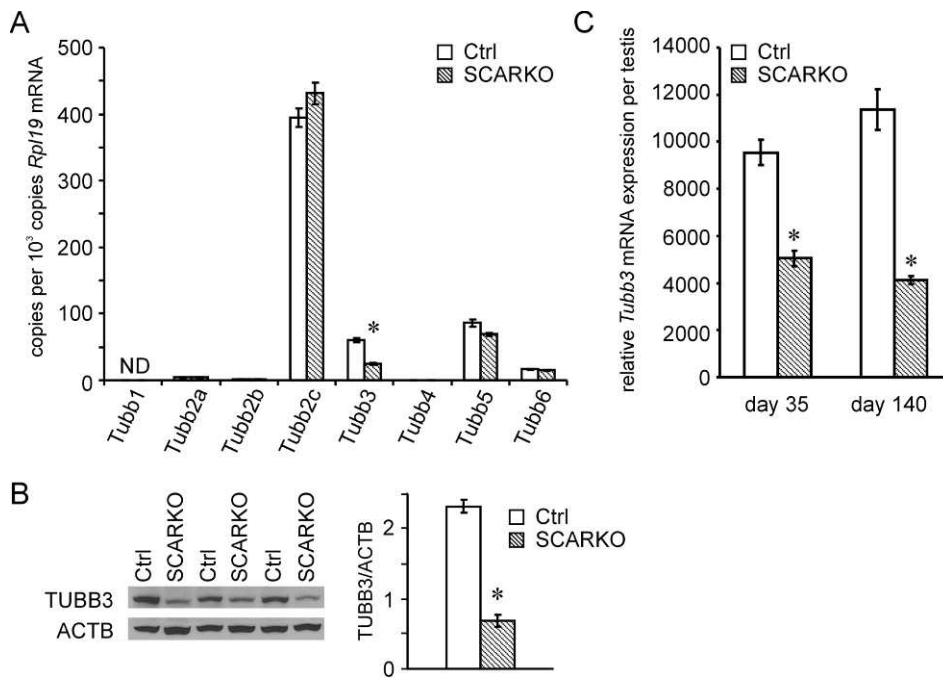 A
copies per 10³ copies Rpl19 mRNA
500
400
300
200
100
0
Ctrl
SCARKO
ND
*
Tubb1
Tubb2a
Tubb2b
Tubb2c
Tubb3
Tubb4
Tubb5
Tubb6
C
relative Tubb3 mRNA expression per testis
14000
12000
10000
8000
6000
4000
2000
0
Ctrl
SCARKO
*
*
day 35
day 140
B
Ctrl
SCARKO
Ctrl
SCARKO
Ctrl
SCARKO
TUBB3
ACTB
TUBB3/ACTB
2
1
0
Ctrl
SCARKO
*